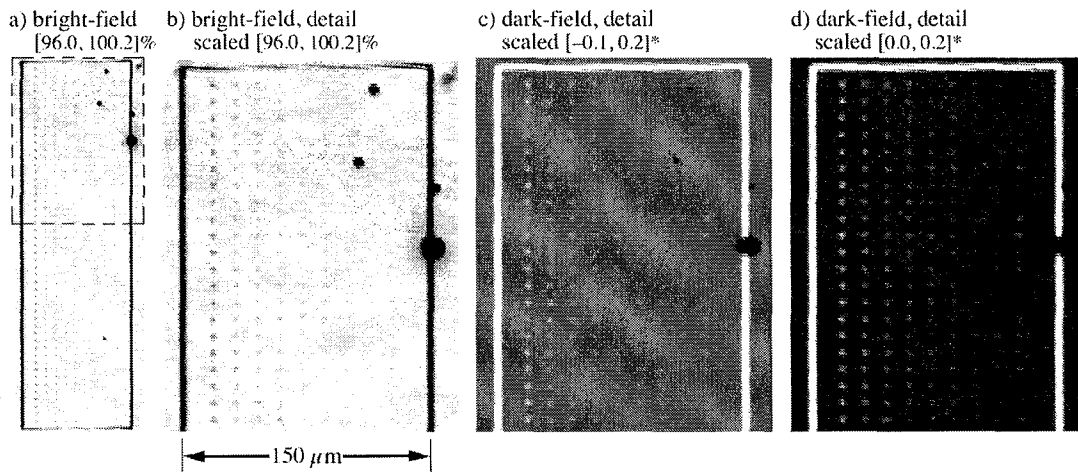 a) bright-field
[96.0, 100.2]%
b) bright-field, detail
scaled [96.0, 100.2]%
c) dark-field, detail
scaled [−0.1, 0.2]*
d) dark-field, detail
scaled [0.0, 0.2]*
150 μm